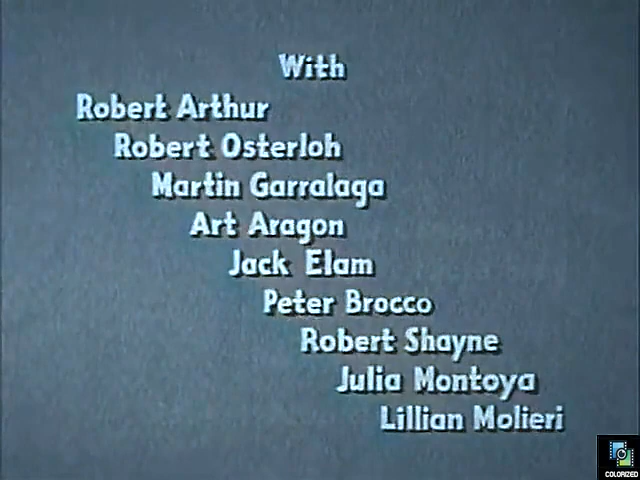 With
Robert Arthur
Robert Osterloh
Martin Garralaga
Art Aragon
Jack Elam
Peter Brocco
Robert Shayne
Julia Montoya
Lillian Molieri
COLORIZED